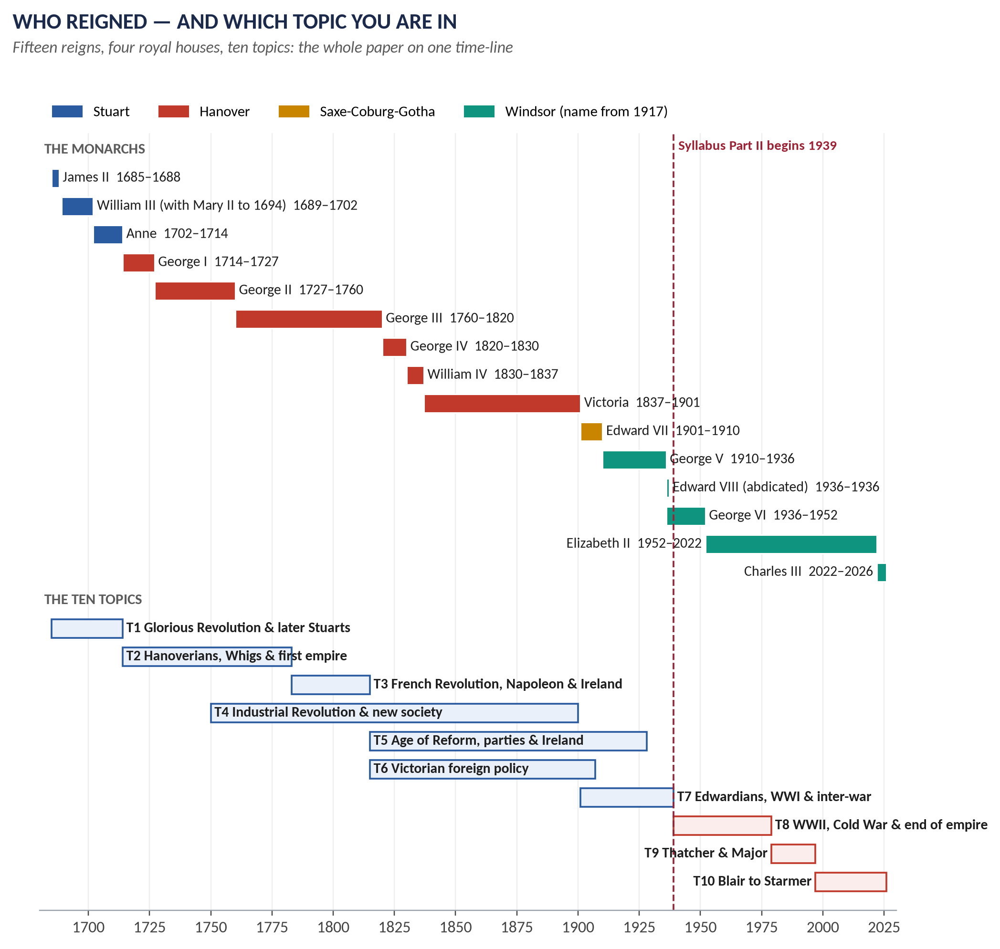 WHO REIGNED — AND WHICH TOPIC YOU ARE IN
Fifteen reigns, four royal houses, ten topics: the whole paper on one time-line
Stuart
Hanover
Saxe-Coburg-Gotha
Windsor (name from 1917)
THE MONARCHS
Syllabus Part II begins 1939
James II 1685–1688
William III (with Mary II to 1694) 1689–1702
Anne 1702–1714
George I 1714–1727
George II 1727–1760
George III 1760–1820
George IV 1820–1830
William IV 1830–1837
Victoria 1837–1901
Edward VII 1901–1910
George V 1910–1936
Edward VIII (abdicated) 1936–1936
George VI 1936–1952
Elizabeth II 1952–2022
Charles III 2022–2026
THE TEN TOPICS
T1 Glorious Revolution & later Stuarts
T2 Hanoverians, Whigs & first empire
T3 French Revolution, Napoleon & Ireland
T4 Industrial Revolution & new society
T5 Age of Reform, parties & Ireland
T6 Victorian foreign policy
T7 Edwardians, WWI & inter-war
T8 WWII, Cold War & end of empire
T9 Thatcher & Major
T10 Blair to Starmer
1700 1725 1750 1775 1800 1825 1850 1875 1900 1925 1950 1975 2000 2025